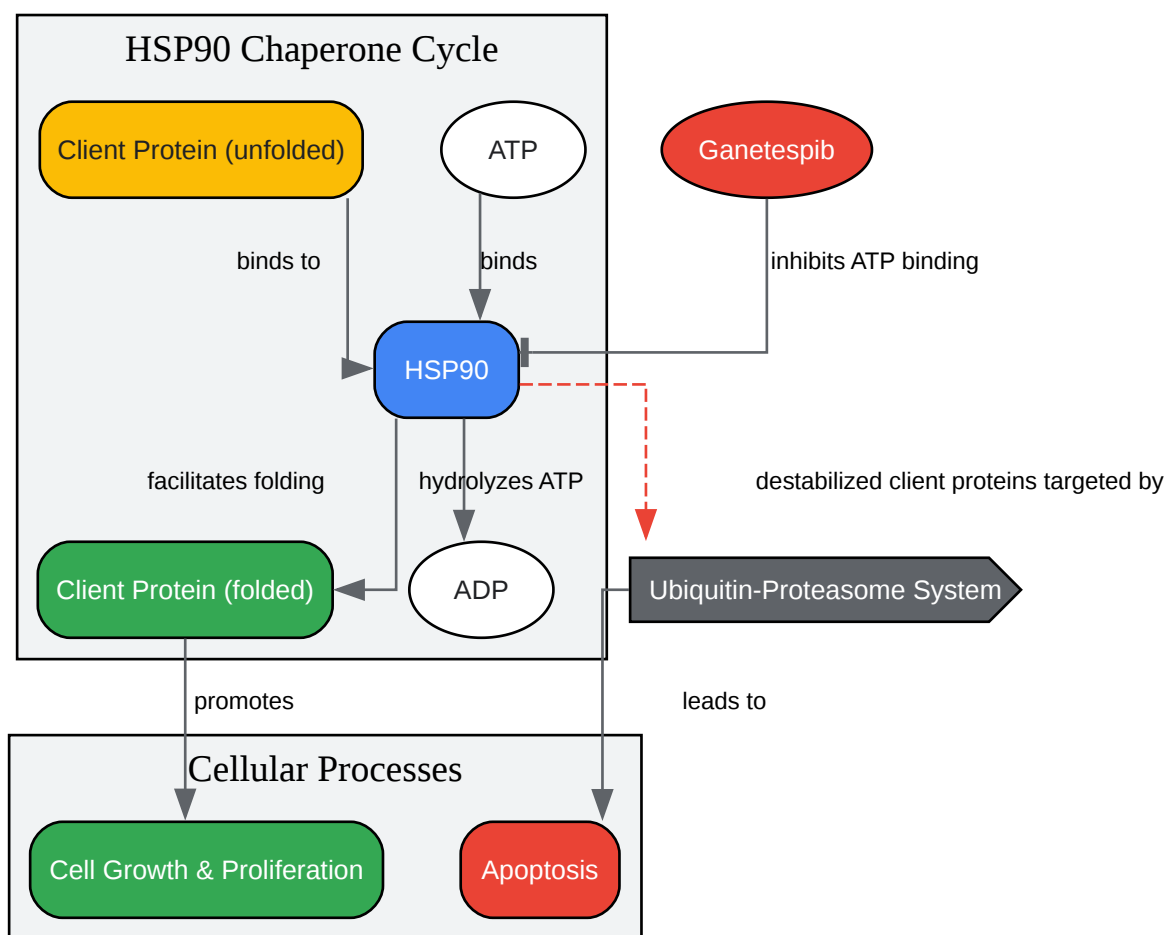 HSP90 Chaperone Cycle
Client Protein (unfolded)
ATP
Ganetespib
binds to
binds
inhibits ATP binding
HSP90
facilitates folding
hydrolyzes ATP
destabilized client proteins targeted by
Client Protein (folded)
ADP
Ubiquitin-Proteasome System
promotes
leads to
Cellular Processes
Cell Growth & Proliferation
Apoptosis